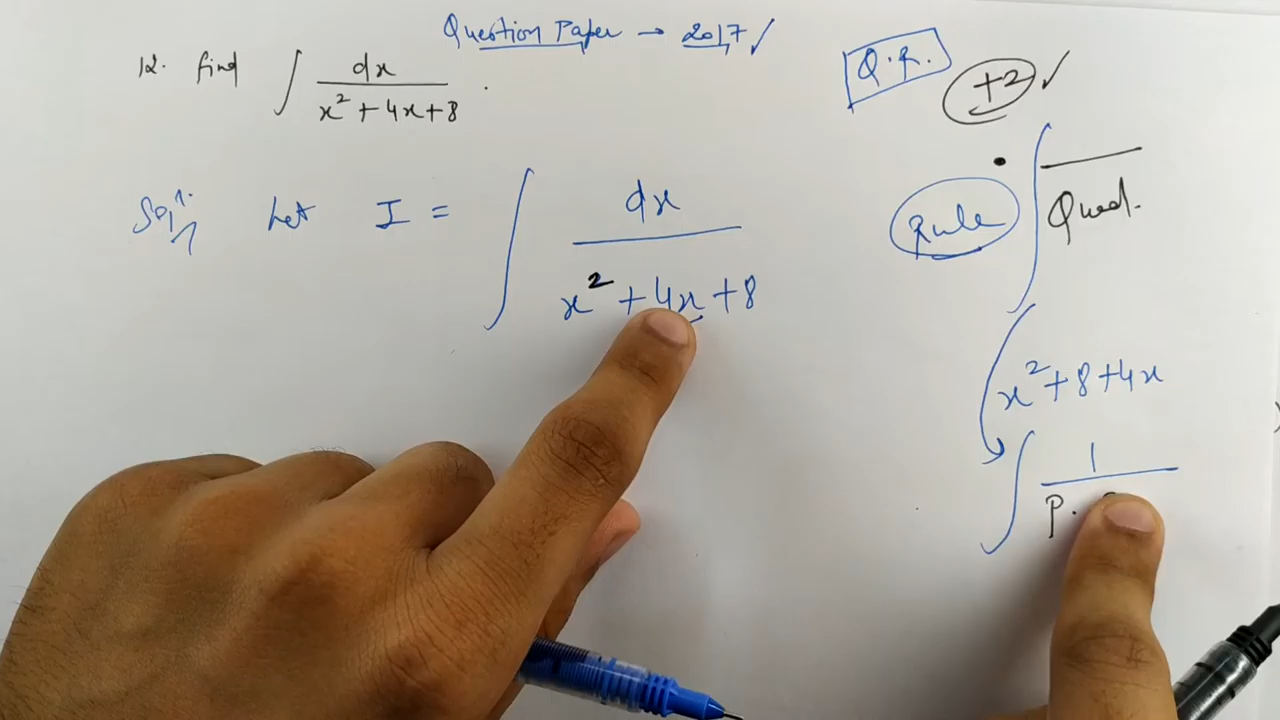 Question Paper → 2017 ✓
12. find ∫ dx / x² + 4x + 8 .
Q.R.
+2 ✓
Soln. Let I = ∫ dx / x² + 4x + 8
Rule ∫ — / Quad.
x² + 8 + 4x
∫ 1 / P.